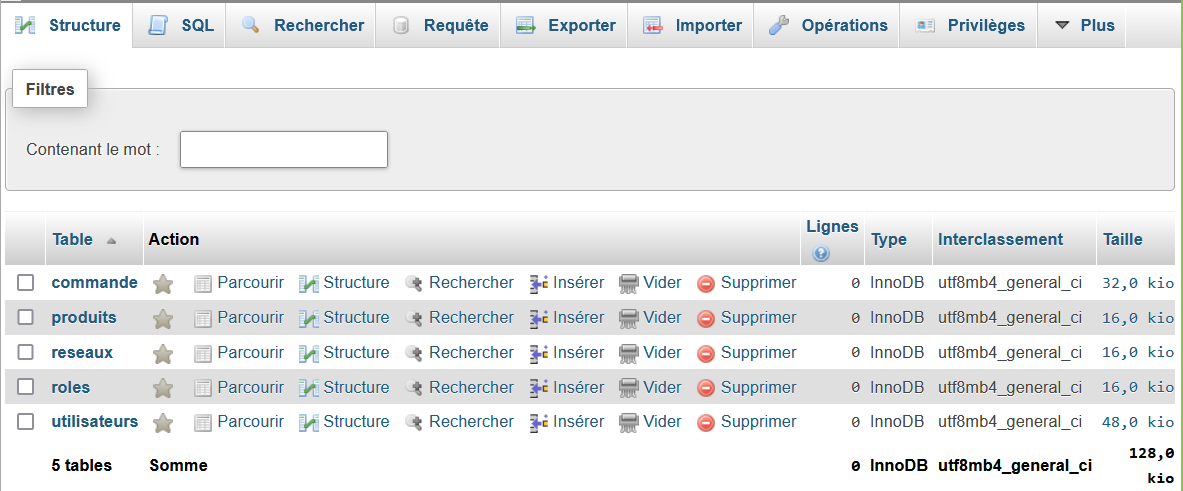 Structure SQL Rechercher Requête Exporter Importer Opérations Privilèges Plus
Filtres
Contenant le mot :
Table Action Lignes Type Interclassement Taille
commande Parcourir Structure Rechercher Insérer Vider Supprimer 0 InnoDB utf8mb4_general_ci 32,0 kio
produits Parcourir Structure Rechercher Insérer Vider Supprimer 0 InnoDB utf8mb4_general_ci 16,0 kio
reseaux Parcourir Structure Rechercher Insérer Vider Supprimer 0 InnoDB utf8mb4_general_ci 16,0 kio
roles Parcourir Structure Rechercher Insérer Vider Supprimer 0 InnoDB utf8mb4_general_ci 16,0 kio
utilisateurs Parcourir Structure Rechercher Insérer Vider Supprimer 0 InnoDB utf8mb4_general_ci 48,0 kio
5 tables Somme 0 InnoDB utf8mb4_general_ci 128,0
kio